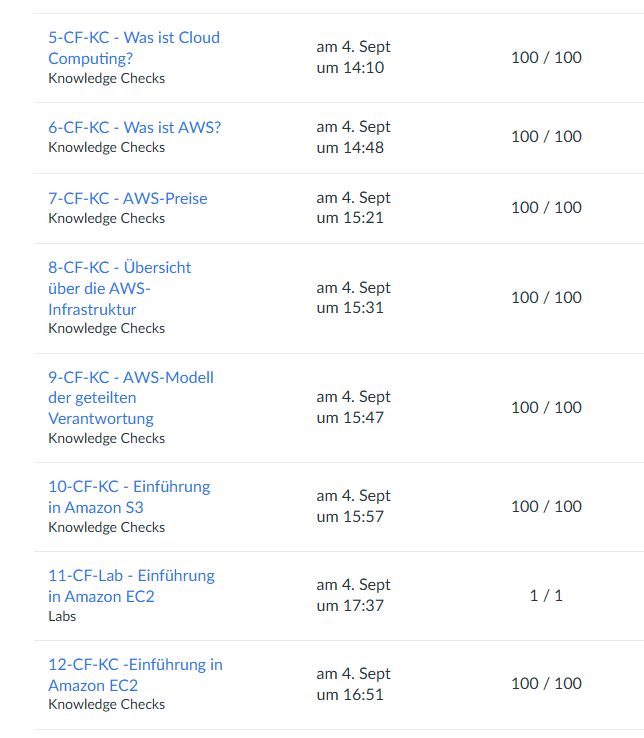 5-CF-KC - Was ist Cloud
Computing?
Knowledge Checks
am 4. Sept
um 14:10
100 / 100
6-CF-KC - Was ist AWS?
Knowledge Checks
am 4. Sept
um 14:48
100 / 100
7-CF-KC - AWS-Preise
Knowledge Checks
am 4. Sept
um 15:21
100 / 100
8-CF-KC - Übersicht
über die AWS-
Infrastruktur
Knowledge Checks
am 4. Sept
um 15:31
100 / 100
9-CF-KC - AWS-Modell
der geteilten
Verantwortung
Knowledge Checks
am 4. Sept
um 15:47
100 / 100
10-CF-KC - Einführung
in Amazon S3
Knowledge Checks
am 4. Sept
um 15:57
100 / 100
11-CF-Lab - Einführung
in Amazon EC2
Labs
am 4. Sept
um 17:37
1 / 1
12-CF-KC -Einführung in
Amazon EC2
Knowledge Checks
am 4. Sept
um 16:51
100 / 100